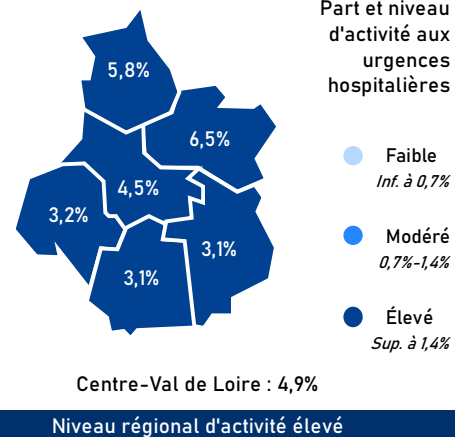 Part et niveau
d'activité aux
urgences
hospitalières
5,8%
6,5%
4,5%
3,2%
3,1%
3,1%
Faible
Inf. à 0,7%
Modéré
0,7%-1,4%
Élevé
Sup. à 1,4%
Centre-Val de Loire : 4,9%
Niveau régional d'activité élevé